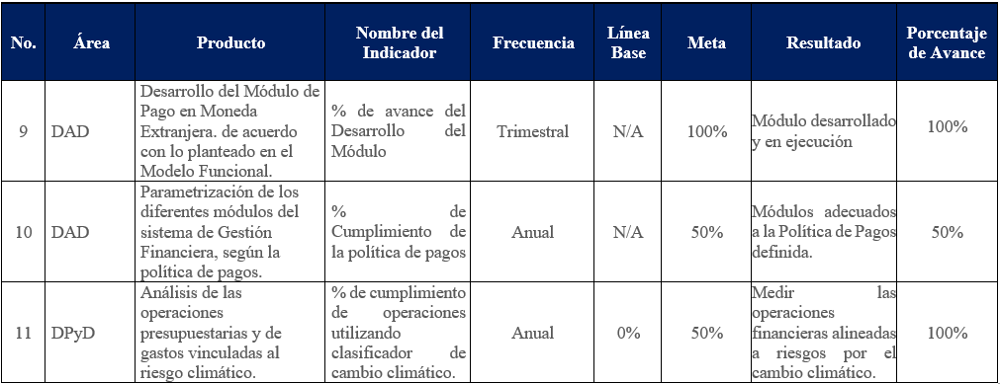 No.
Área
Producto
Nombre del
Indicador
Frecuencia
Línea
Base
Meta
Resultado
Porcentaje
de Avance
9
DAD
Desarrollo del Módulo de
Pago en Moneda
Extranjera. de acuerdo
con lo planteado en el
Modelo Funcional.
% de avance del
Desarrollo del
Módulo
Trimestral
N/A
100%
Módulo desarrollado
y en ejecución
100%
10
DAD
Parametrización de los
diferentes módulos del
sistema de Gestión
Financiera, según la
política de pagos.
% de
Cumplimiento de
la política de pagos
Anual
N/A
50%
Módulos adecuados
a la Política de Pagos
definida.
50%
11
DPyD
Análisis de las
operaciones
presupuestarias y de
gastos vinculadas al
riesgo climático.
% de cumplimiento
de operaciones
utilizando
clasificador de
cambio climático.
Anual
0%
50%
Medir las
operaciones
financieras alineadas
a riesgos por el
cambio climático.
100%